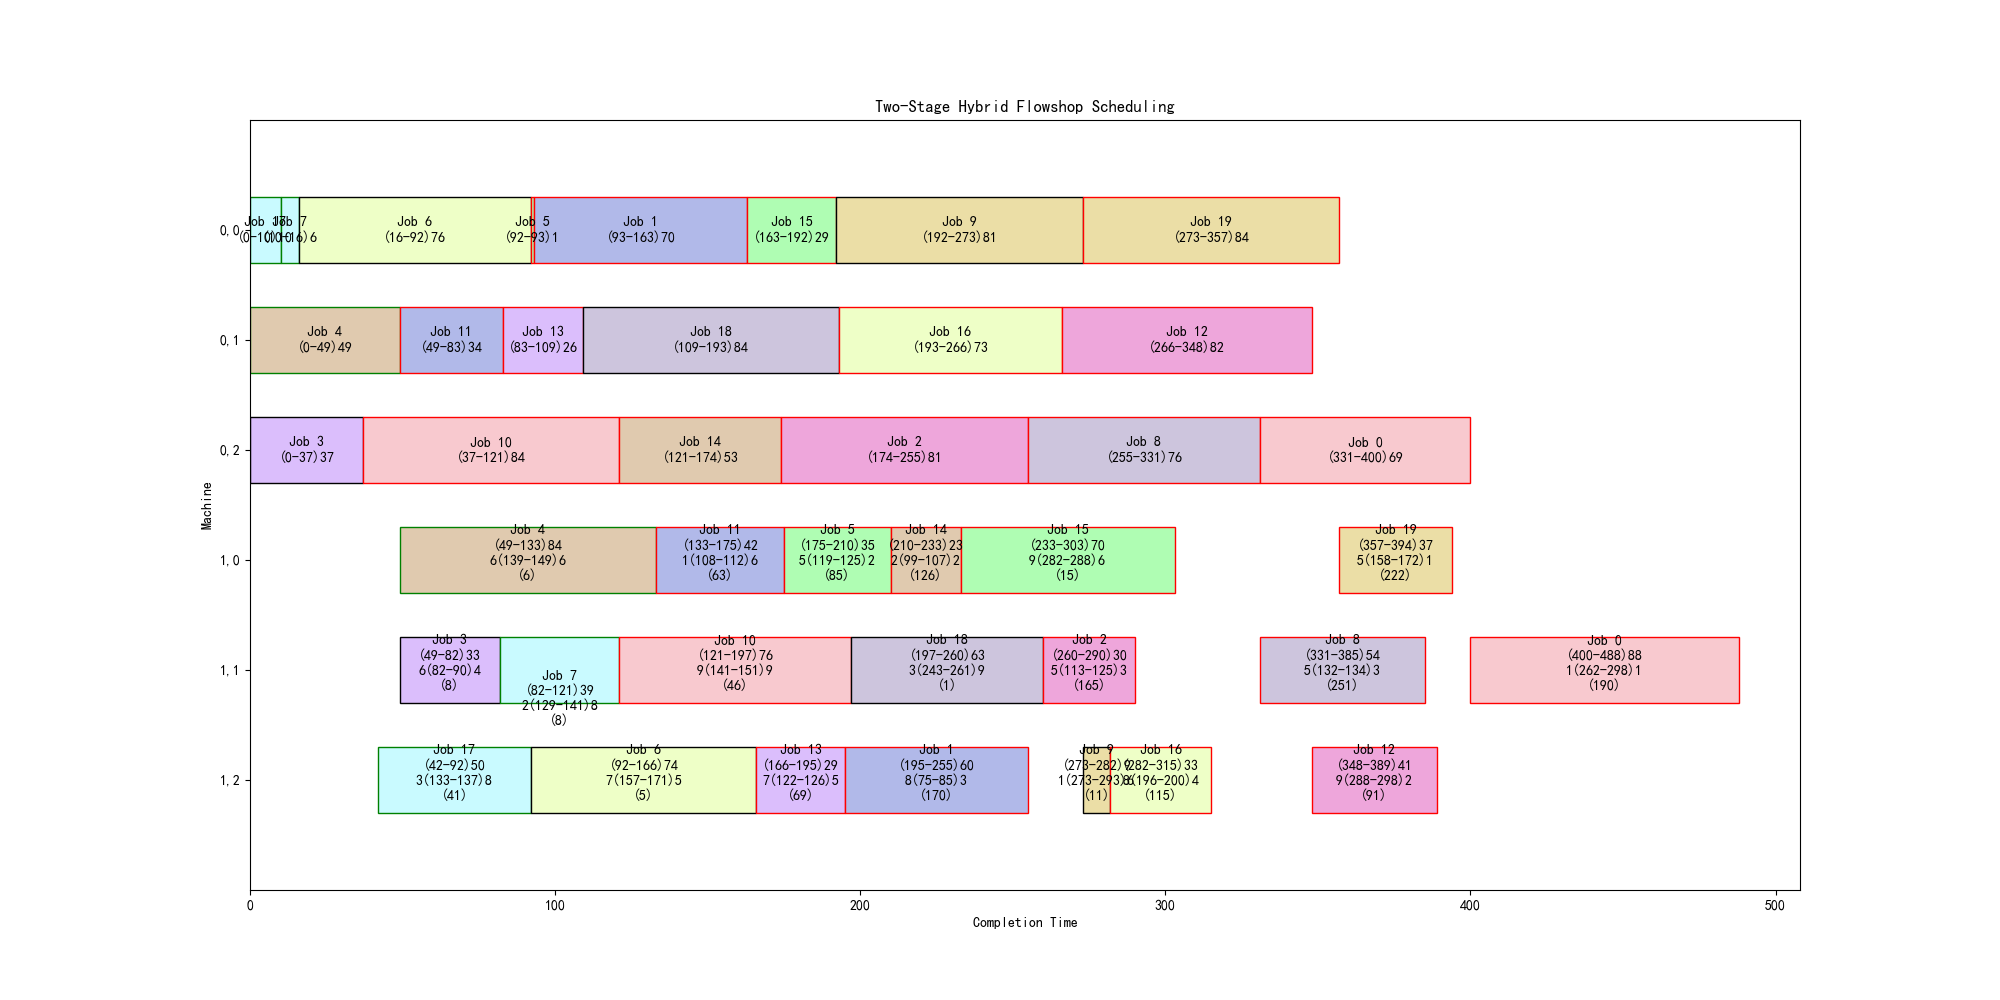 Two-Stage Hybrid Flowshop Scheduling
Machine
0,0
Job 17
Job 7
Job 6
(16-92)76
Job 5
(92-93)1
Job 1
(93-163)70
Job 15
(163-192)29
Job 9
(192-273)81
Job 19
(273-357)84
0,1
Job 4
(0-49)49
Job 11
(49-83)34
Job 13
(83-109)26
Job 18
(109-193)84
Job 16
(193-266)73
Job 12
(266-348)82
0,2
Job 3
(0-37)37
Job 10
(37-121)84
Job 14
(121-174)53
Job 2
(174-255)81
Job 8
(255-331)76
Job 0
(331-400)69
1,0
Job 4
(49-133)84
6(139-149)6
(6)
Job 11
(133-175)42
1(108-112)6
(63)
Job 5
(175-210)35
5(119-125)2
(85)
Job 14
(210-233)23
2(99-107)2
(126)
Job 15
(233-303)70
9(282-288)6
(15)
Job 19
(357-394)37
5(158-172)1
(222)
1,1
Job 3
(49-82)33
6(82-90)4
(8)
Job 7
(82-121)39
2(129-141)8
(8)
Job 10
(121-197)76
9(141-151)9
(46)
Job 18
(197-260)63
3(243-261)9
(1)
Job 2
(260-290)30
5(113-125)3
(165)
Job 8
(331-385)54
5(132-134)3
(251)
Job 0
(400-488)88
1(262-298)1
(190)
1,2
Job 17
(42-92)50
3(133-137)8
(41)
Job 6
(92-166)74
7(157-171)5
(5)
Job 13
(166-195)29
7(122-126)5
(69)
Job 1
(195-255)60
8(75-85)3
(170)
Job 9
(273-282)9
(11)
Job 16
(282-315)33
(115)
Job 12
(348-389)41
9(288-298)2
(91)
0
100
200
300
400
500
Completion Time